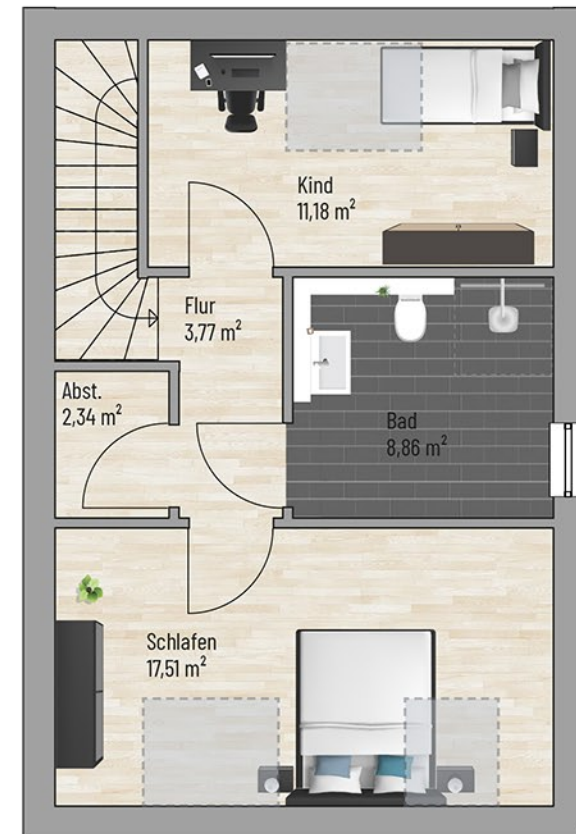 Kind
11,18 m²
Flur
3,77 m²
Abst.
2,34 m²
Bad
8,86 m²
Schlafen
17,51 m²